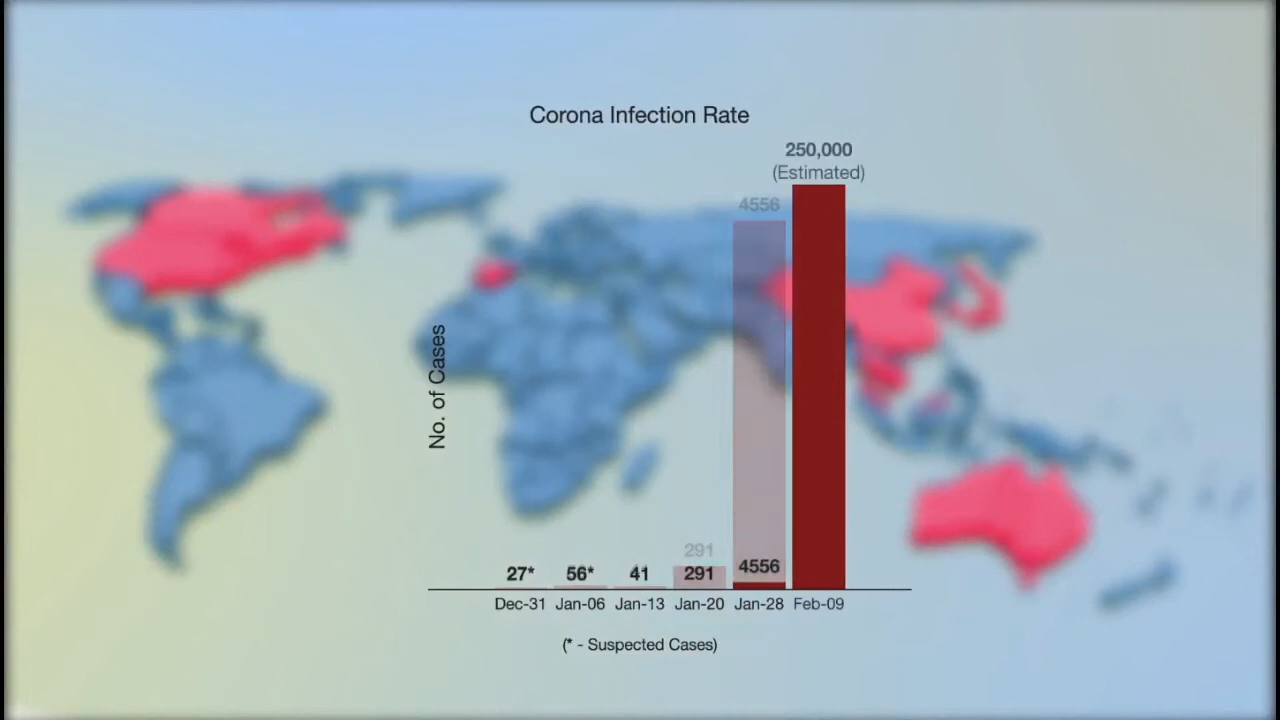 Corona Infection Rate
250,000
(Estimated)
4556
No. of Cases
291
27* 56* 41 291 4556
Dec-31 Jan-06 Jan-13 Jan-20 Jan-28 Feb-09
(* - Suspected Cases)